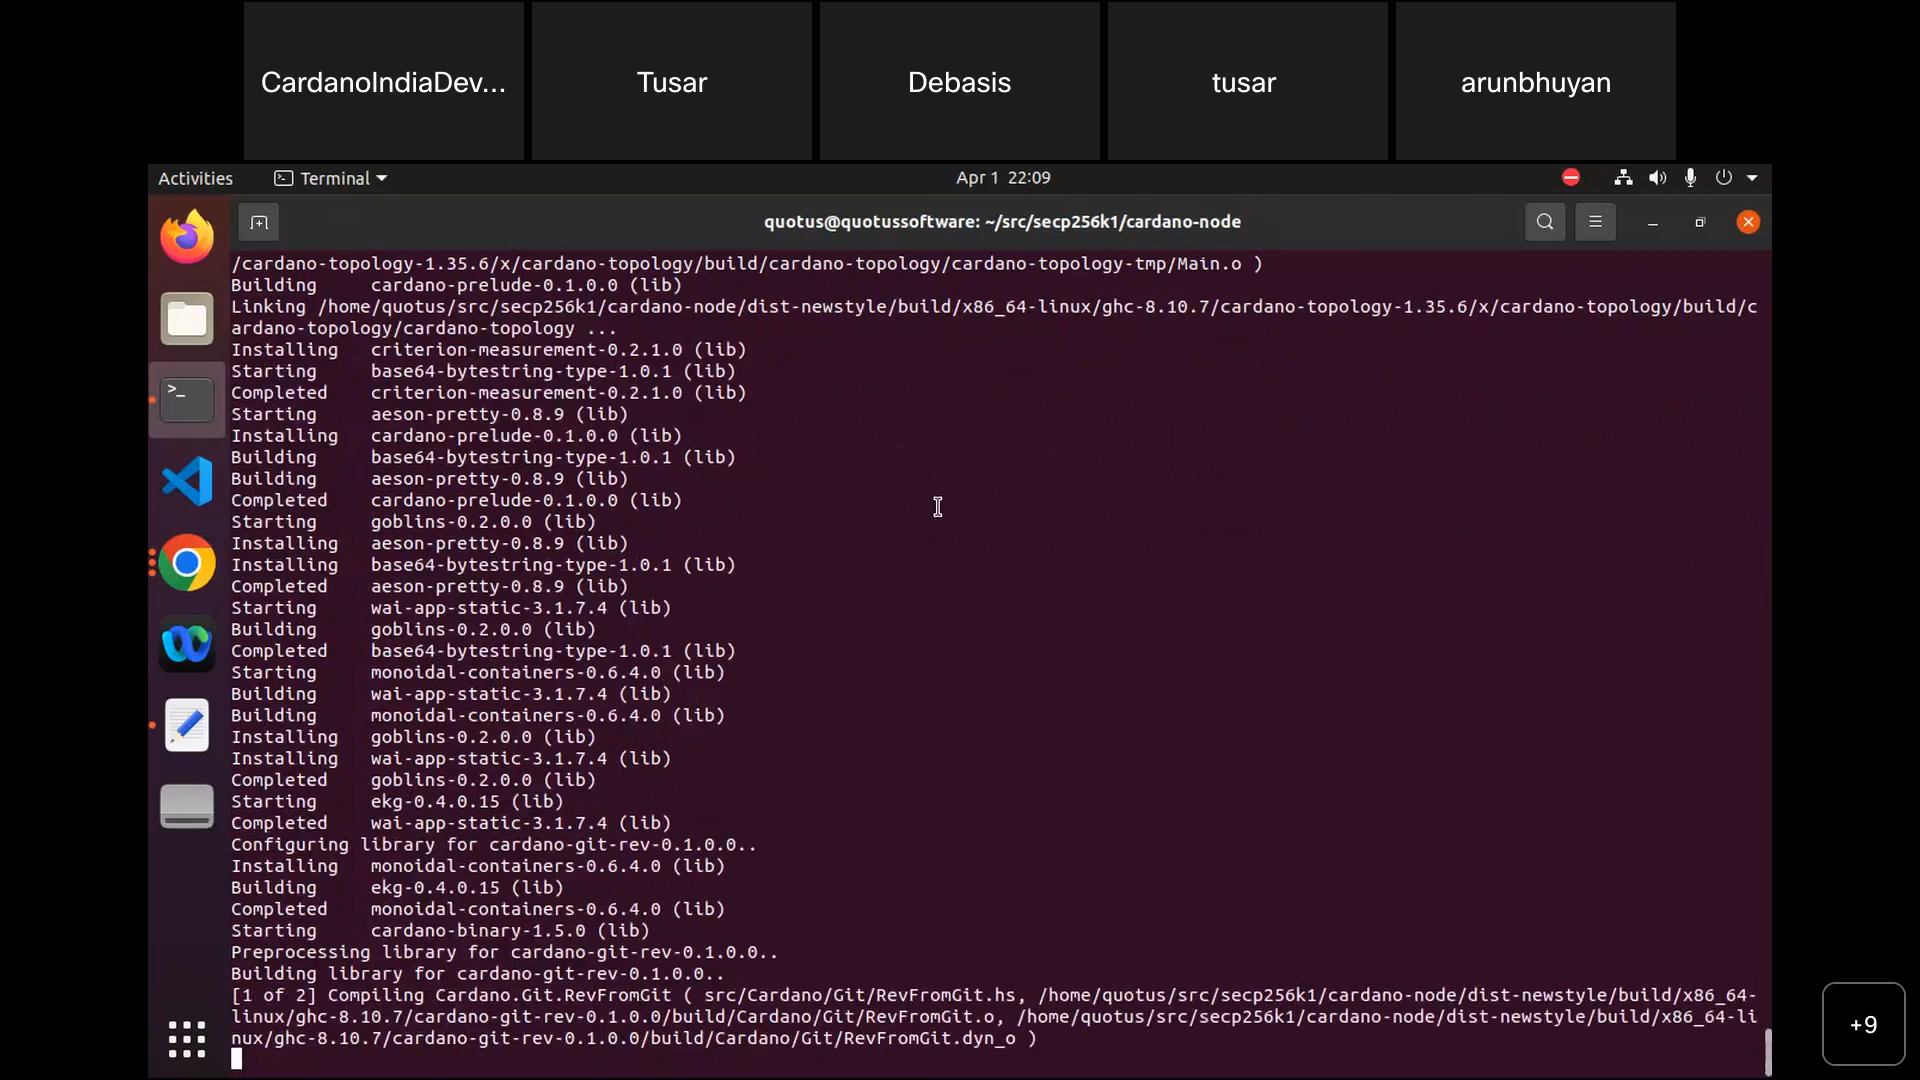 CardanoIndiaDev...
Tusar
Debasis
tusar
arunbhuyan
Activities
Terminal
Apr 1 22:09
quotus@quotussoftware: ~/src/secp256k1/cardano-node
/cardano-topology-1.35.6/x/cardano-topology/build/cardano-topology/cardano-topology-tmp/Main.o )
Building cardano-prelude-0.1.0.0 (lib)
Linking /home/quotus/src/secp256k1/cardano-node/dist-newstyle/build/x86_64-linux/ghc-8.10.7/cardano-topology-1.35.6/x/cardano-topology/build/c
ardano-topology/cardano-topology ...
Installing criterion-measurement-0.2.1.0 (lib)
Starting base64-bytestring-type-1.0.1 (lib)
Completed criterion-measurement-0.2.1.0 (lib)
Starting aeson-pretty-0.8.9 (lib)
Installing cardano-prelude-0.1.0.0 (lib)
Building base64-bytestring-type-1.0.1 (lib)
Building aeson-pretty-0.8.9 (lib)
Completed cardano-prelude-0.1.0.0 (lib)
Starting goblins-0.2.0.0 (lib)
Installing aeson-pretty-0.8.9 (lib)
Installing base64-bytestring-type-1.0.1 (lib)
Completed aeson-pretty-0.8.9 (lib)
Starting wai-app-static-3.1.7.4 (lib)
Building goblins-0.2.0.0 (lib)
Completed base64-bytestring-type-1.0.1 (lib)
Starting monoidal-containers-0.6.4.0 (lib)
Building wai-app-static-3.1.7.4 (lib)
Building monoidal-containers-0.6.4.0 (lib)
Installing goblins-0.2.0.0 (lib)
Installing wai-app-static-3.1.7.4 (lib)
Completed goblins-0.2.0.0 (lib)
Starting ekg-0.4.0.15 (lib)
Completed wai-app-static-3.1.7.4 (lib)
Configuring library for cardano-git-rev-0.1.0.0..
Installing monoidal-containers-0.6.4.0 (lib)
Building ekg-0.4.0.15 (lib)
Completed monoidal-containers-0.6.4.0 (lib)
Starting cardano-binary-1.5.0 (lib)
Preprocessing library for cardano-git-rev-0.1.0.0..
Building library for cardano-git-rev-0.1.0.0..
[1 of 2] Compiling Cardano.Git.RevFromGit ( src/Cardano/Git/RevFromGit.hs, /home/quotus/src/secp256k1/cardano-node/dist-newstyle/build/x86_64-
linux/ghc-8.10.7/cardano-git-rev-0.1.0.0/build/Cardano/Git/RevFromGit.o, /home/quotus/src/secp256k1/cardano-node/dist-newstyle/build/x86_64-li
nux/ghc-8.10.7/cardano-git-rev-0.1.0.0/build/Cardano/Git/RevFromGit.dyn_o )
+9